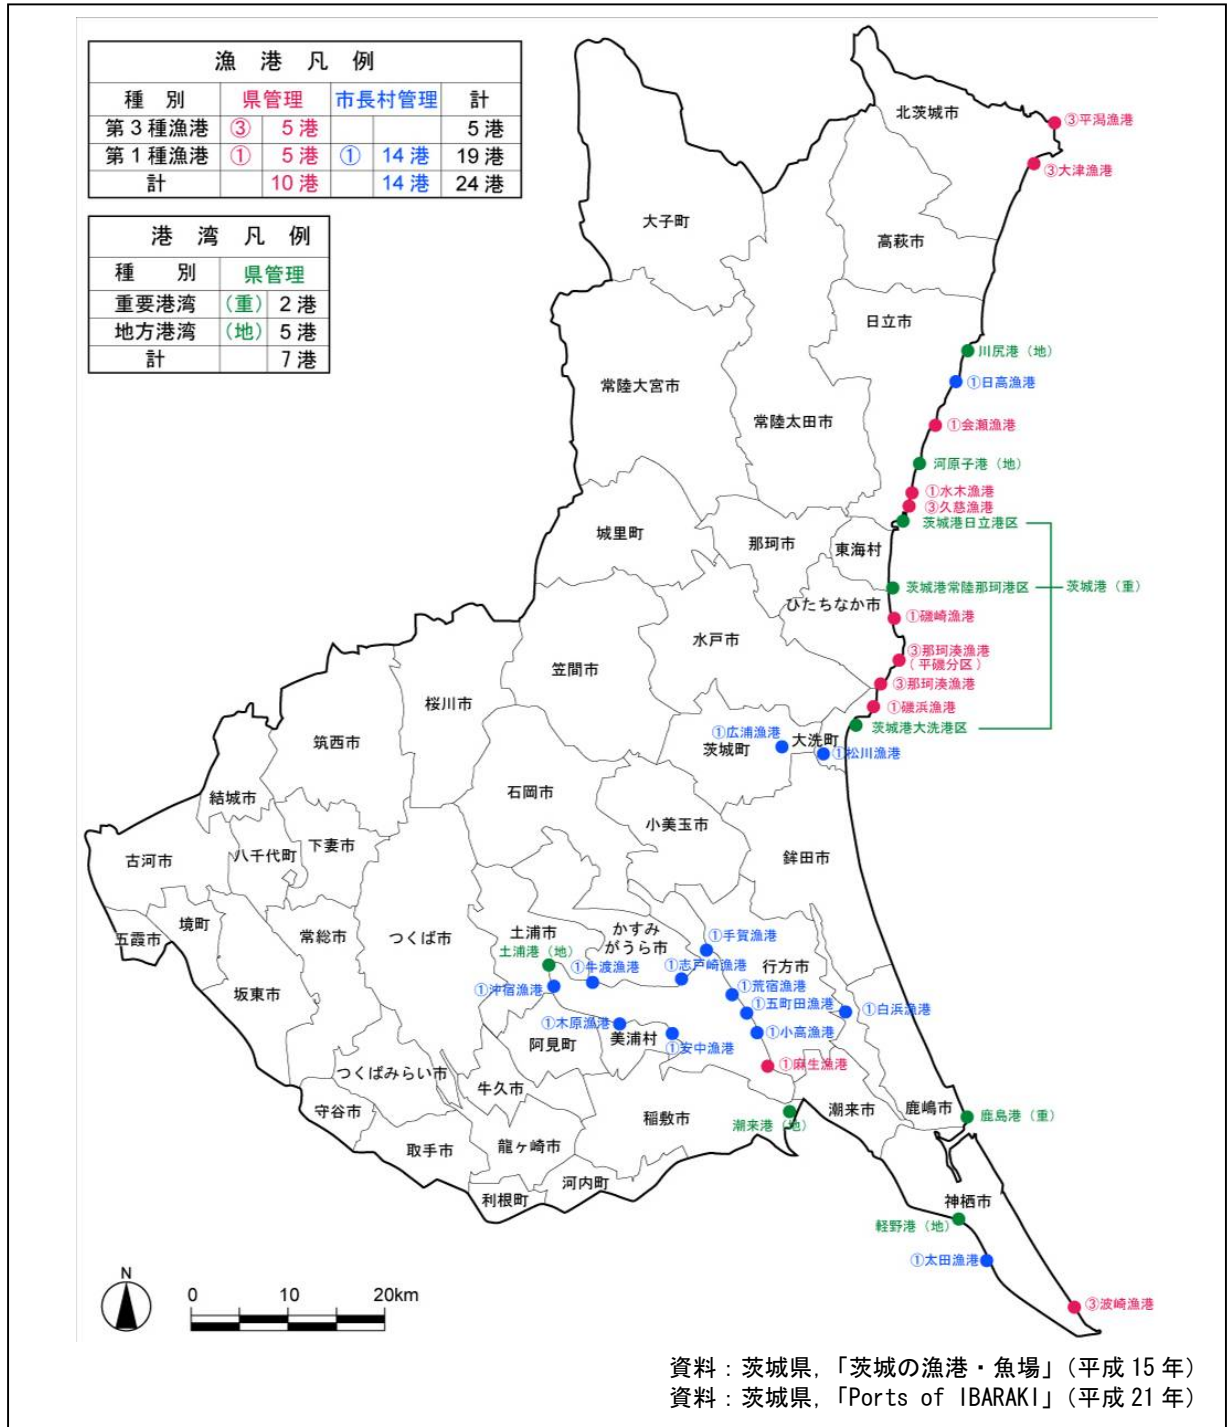 漁港凡例
種別 県管理 市長村管理 計
第3種漁港 ③ 5港 5港
第1種漁港 ① 5港 ① 14港 19港
計 10港 14港 24港
港湾凡例
種別 県管理
重要港湾 (重) 2港
地方港湾 (地) 5港
計 7港
北茨城市
③平潟漁港
③大津漁港
大子町
高萩市
日立市
川尻港（地）
常陸大宮市
①日高漁港
常陸太田市
①会瀬漁港
河原子港（地）
①水木漁港
③久慈漁港
茨城港日立港区
城里町
那珂市
東海村
茨城港常陸那珂港区
茨城港（重）
ひたちなか市
①磯崎漁港
水戸市
③那珂湊漁港
（平磯分区）
笠間市
③那珂湊漁港
桜川市
①磯浜漁港
茨城港大洗港区
①広浦漁港
筑西市
茨城町
大洗町
①松川漁港
石岡市
結城市
小美玉市
下妻市
八千代町
古河市
鉾田市
境町
五霞市
常総市
つくば市
土浦市
かすみ
がうら市
①手賀漁港
土浦港（地）
行方市
①牛渡漁港
①志戸崎漁港
①沖宿漁港
坂東市
①荒宿漁港
①五町田漁港
①白浜漁港
①木原漁港
美浦村
①小高漁港
阿見町
①安中漁港
①麻生漁港
つくばみらい市
牛久市
守谷市
稲敷市
潮来市
鹿嶋市
鹿島港（重）
潮来港（地）
取手市
龍ヶ崎市
河内町
利根町
神栖市
軽野港（地）
①太田漁港
③波崎漁港
N
0 10 20km
資料：茨城県,「茨城の漁港・魚場」（平成15年）
資料：茨城県,「Ports of IBARAKI」（平成21年）